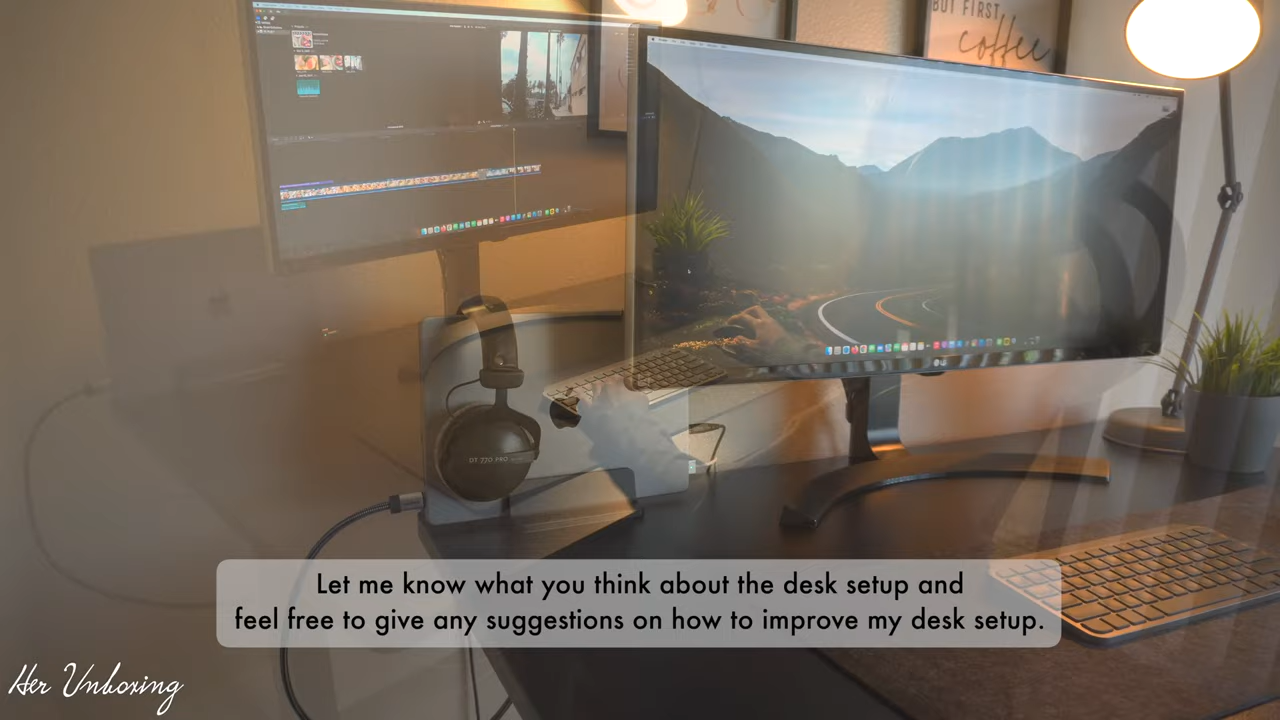 BUT FIRST
coffee
DT 770 PRO
LG
Let me know what you think about the desk setup and
feel free to give any suggestions on how to improve my desk setup.
Her Unboxing